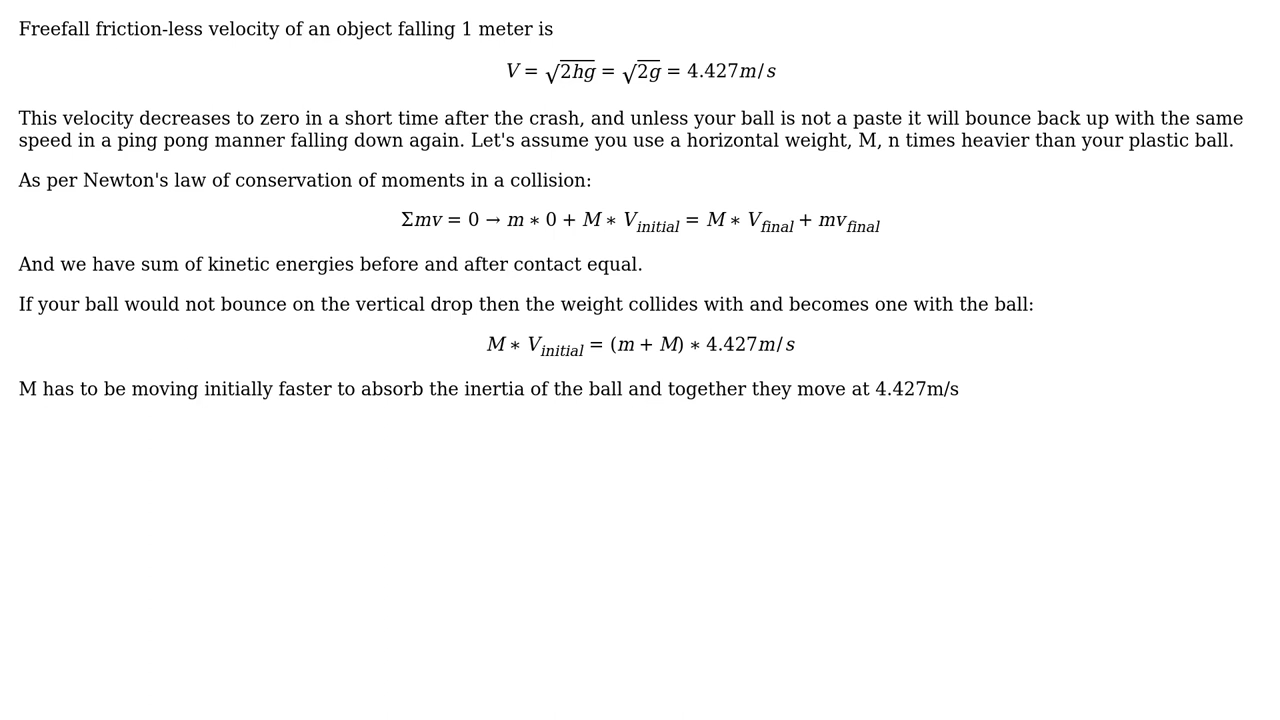 Freefall friction-less velocity of an object falling 1 meter is
V = √2hg = √2g = 4.427m/s
This velocity decreases to zero in a short time after the crash, and unless your ball is not a paste it will bounce back up with the same
speed in a ping pong manner falling down again. Let's assume you use a horizontal weight, M, n times heavier than your plastic ball.
As per Newton's law of conservation of moments in a collision:
Σmv = 0 → m ∗ 0 + M ∗ V_initial = M ∗ V_final + mv_final
And we have sum of kinetic energies before and after contact equal.
If your ball would not bounce on the vertical drop then the weight collides with and becomes one with the ball:
M ∗ V_initial = (m + M) ∗ 4.427m/s
M has to be moving initially faster to absorb the inertia of the ball and together they move at 4.427m/s